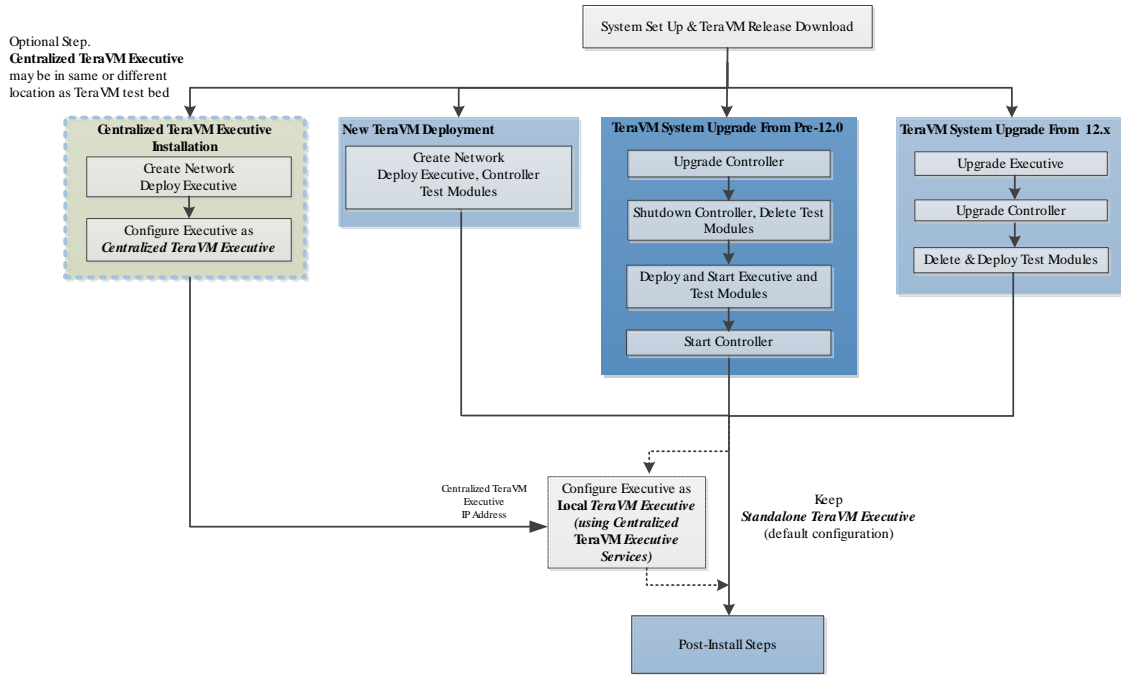 System Set Up & TeraVM Release Download
Optional Step.
Centralized TeraVM Executive
may be in same or different
location as TeraVM test bed
Centralized TeraVM Executive
Installation
Create Network
Deploy Executive
Configure Executive as
Centralized TeraVM Executive
New TeraVM Deployment
Create Network
Deploy Executive, Controller
Test Modules
TeraVM System Upgrade From Pre-12.0
Upgrade Controller
Shutdown Controller, Delete Test
Modules
Deploy and Start Executive and
Test Modules
Start Controller
TeraVM System Upgrade From 12.x
Upgrade Executive
Upgrade Controller
Delete & Deploy Test Modules
Centralized TeraVM
Executive
IP Address
Configure Executive as
Local TeraVM Executive
(using Centralized
TeraVM Executive
Services)
Keep
Standalone TeraVM Executive
(default configuration)
Post-Install Steps